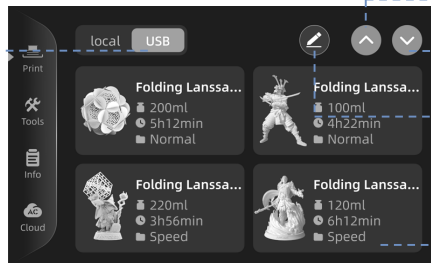 local USB
Print
Tools
Info
AC
Cloud
Folding Lanssa...
200ml
5h12min
Normal
Folding Lanssa...
100ml
4h22min
Normal
Folding Lanssa...
220ml
3h56min
Speed
Folding Lanssa...
120ml
6h12min
Speed